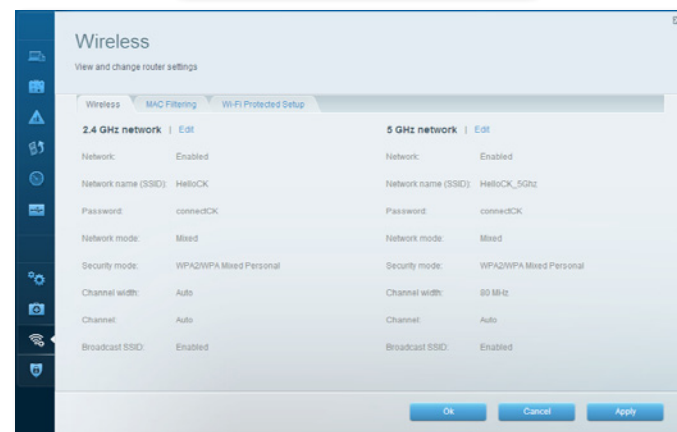 Wireless
View and change router settings
Wireless MAC Filtering Wi-Fi Protected Setup
2.4 GHz network | Edit 5 GHz network | Edit
Network: Enabled Network: Enabled
Network name (SSID): HelloCK Network name (SSID): HelloCK_5Ghz
Password: connectCK Password: connectCK
Network mode: Mixed Network mode: Mixed
Security mode: WPA2/WPA Mixed Personal Security mode: WPA2/WPA Mixed Personal
Channel width: Auto Channel width: 80 MHz
Channel: Auto Channel: Auto
Broadcast SSID: Enabled Broadcast SSID: Enabled
Ok Cancel Apply